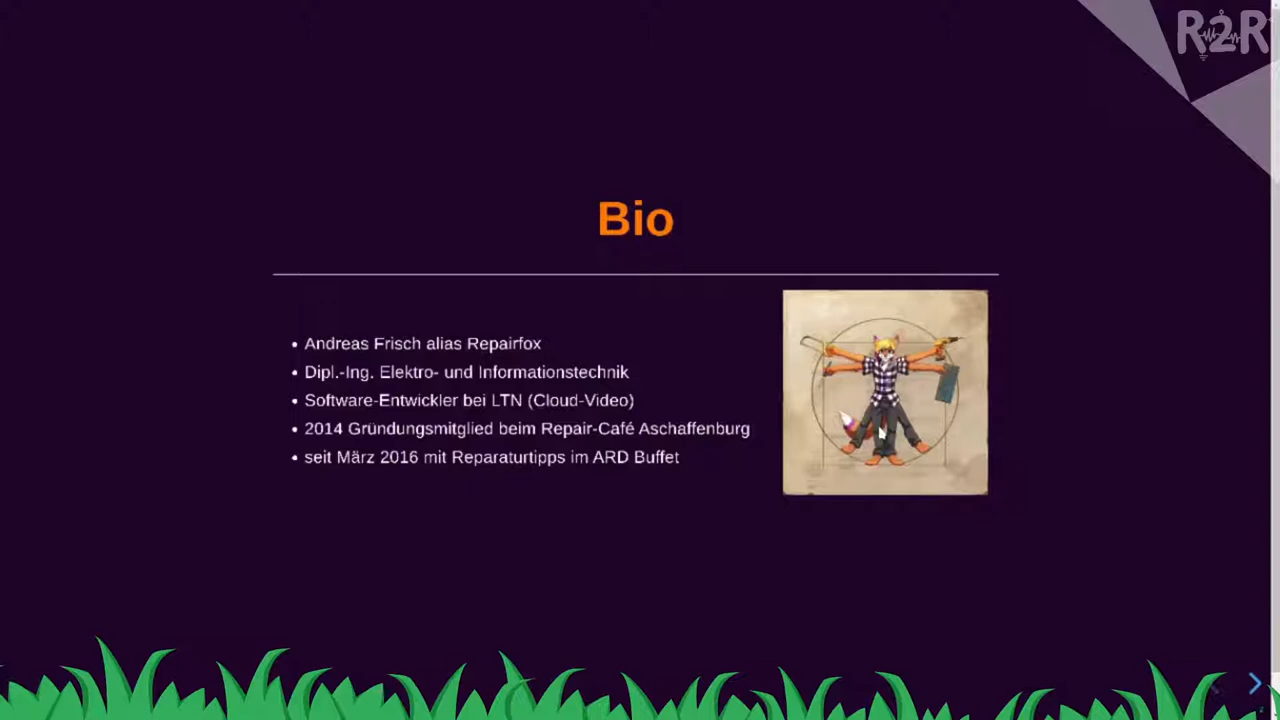 R2R
Bio
Andreas Frisch alias Repairfox
Dipl.-Ing. Elektro- und Informationstechnik
Software-Entwickler bei LTN (Cloud-Video)
2014 Gründungsmitglied beim Repair-Café Aschaffenburg
seit März 2016 mit Reparaturtipps im ARD Buffet